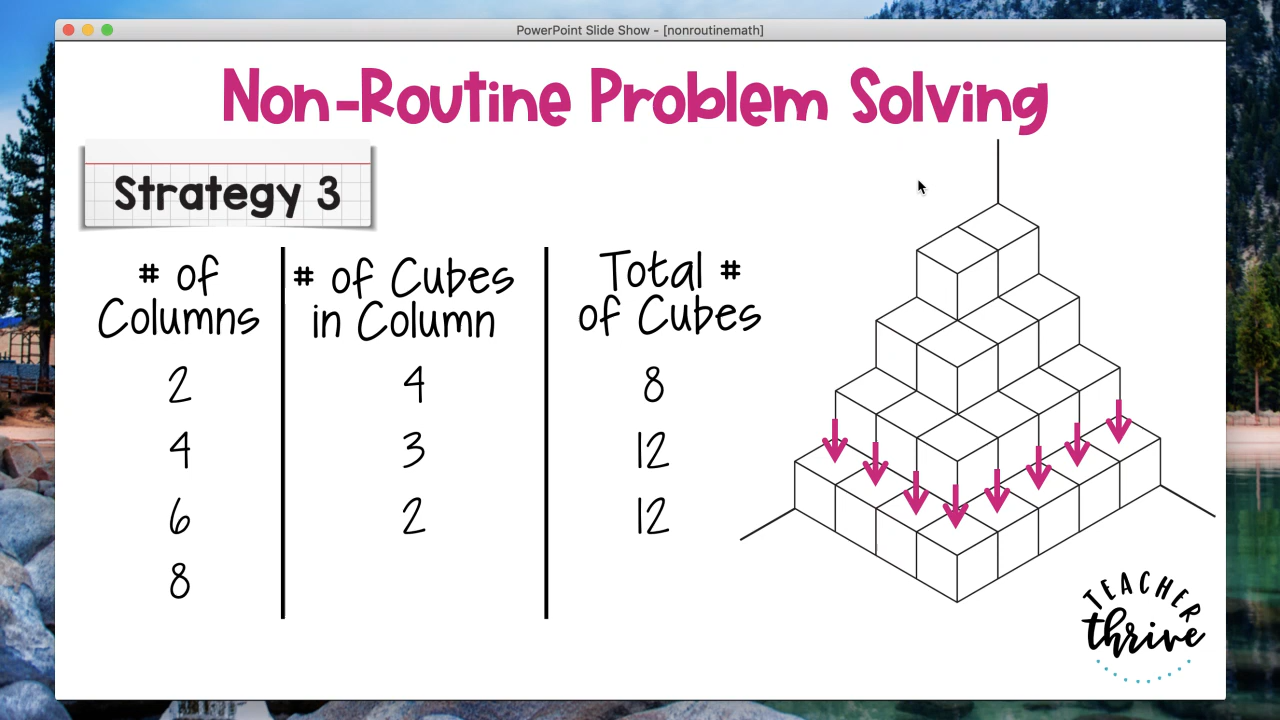 PowerPoint Slide Show - [nonroutinemath]
Non-Routine Problem Solving
Strategy 3
# of Columns
# of Cubes in Column
Total # of Cubes
2 4 8
4 3 12
6 2 12
8
TEACHER
thrive